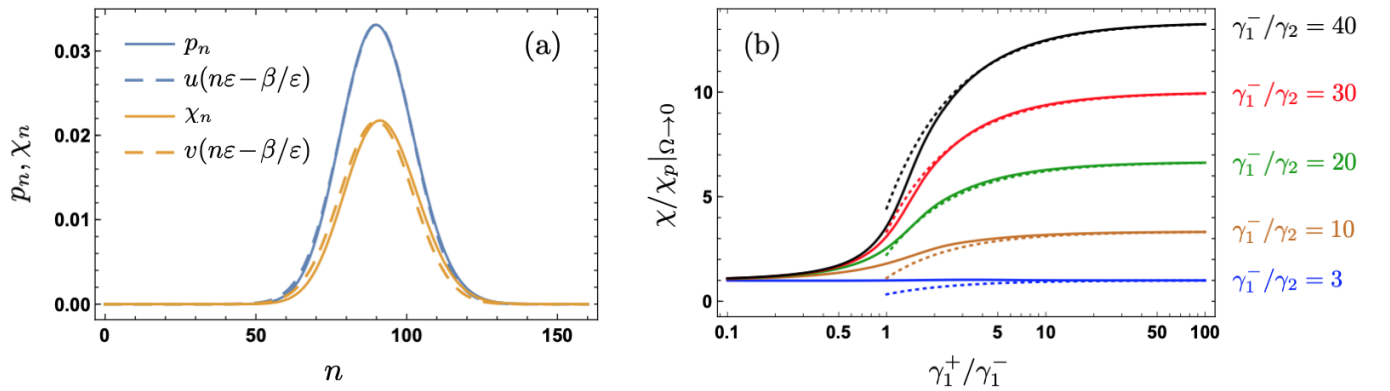 (a)
p_n
u(nε−β/ε)
χ_n
v(nε−β/ε)
p_n, χ_n
0.03
0.02
0.01
0.00
0 50 100 150
n
(b)
χ/χ_p|_{Ω→0}
10
5
0
0.1 0.5 1 5 10 50 100
γ_1^+/γ_1^-
γ_1^-/γ_2 = 40
γ_1^-/γ_2 = 30
γ_1^-/γ_2 = 20
γ_1^-/γ_2 = 10
γ_1^-/γ_2 = 3